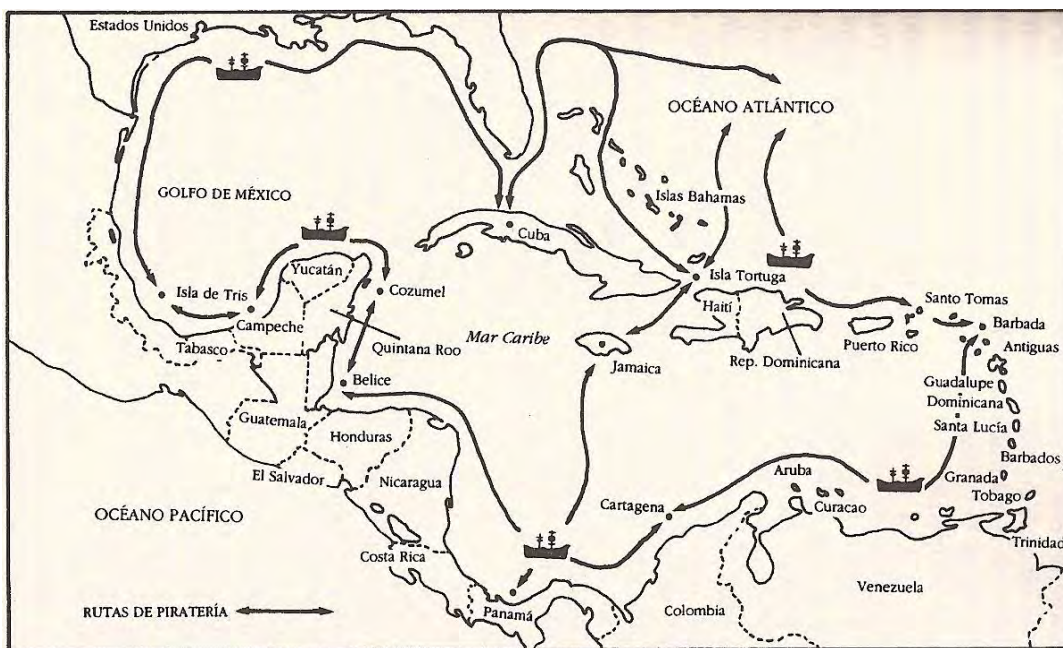 Estados Unidos
OCÉANO ATLÁNTICO
GOLFO DE MÉXICO
Islas Bahamas
Cuba
Yucatán
Isla Tortuga
Isla de Tris
Cozumel
Haití
Santo Tomas
Campeche
Barbada
Mar Caribe
Quintana Roo
Puerto Rico
Antiguas
Tabasco
Rep. Dominicana
Jamaica
Belice
Guadalupe
Dominicana
Guatemala
Santa Lucía
Honduras
Barbados
El Salvador
Aruba
Granada
Nicaragua
Tobago
Cartagena
Curacao
OCÉANO PACÍFICO
Trinidad
Costa Rica
Venezuela
RUTAS DE PIRATERÍA
Panamá
Colombia